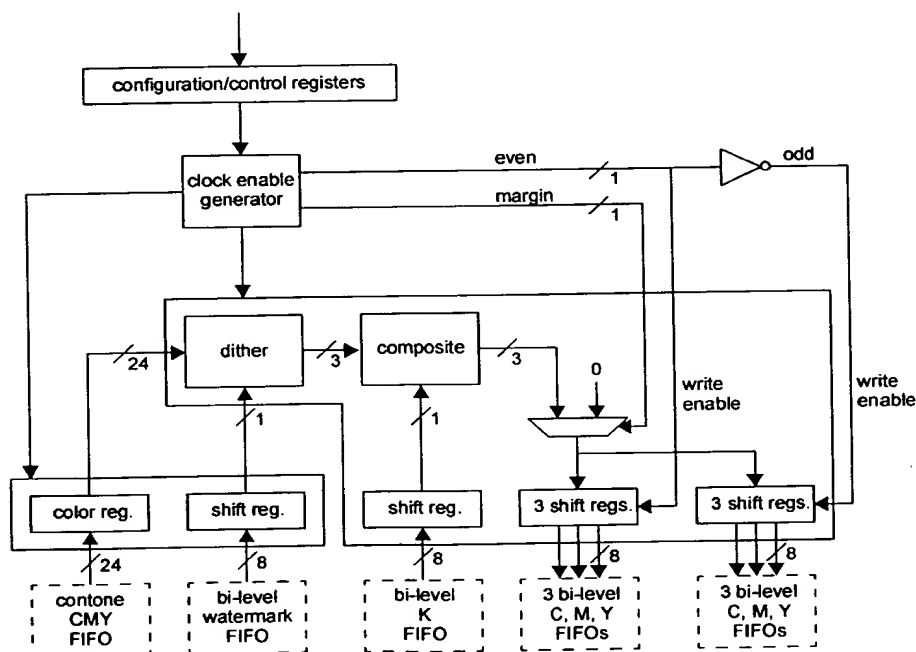 configuration/control registers
clock enable
generator
even
1
odd
margin
1
dither
composite
24
3
3
0
write
enable
write
enable
1
1
color reg.
shift reg.
shift reg.
3 shift regs.
3 shift regs.
24
8
8
8
8
contone
CMY
FIFO
bi-level
watermark
FIFO
bi-level
K
FIFO
3 bi-level
C, M, Y
FIFOs
3 bi-level
C, M, Y
FIFOs